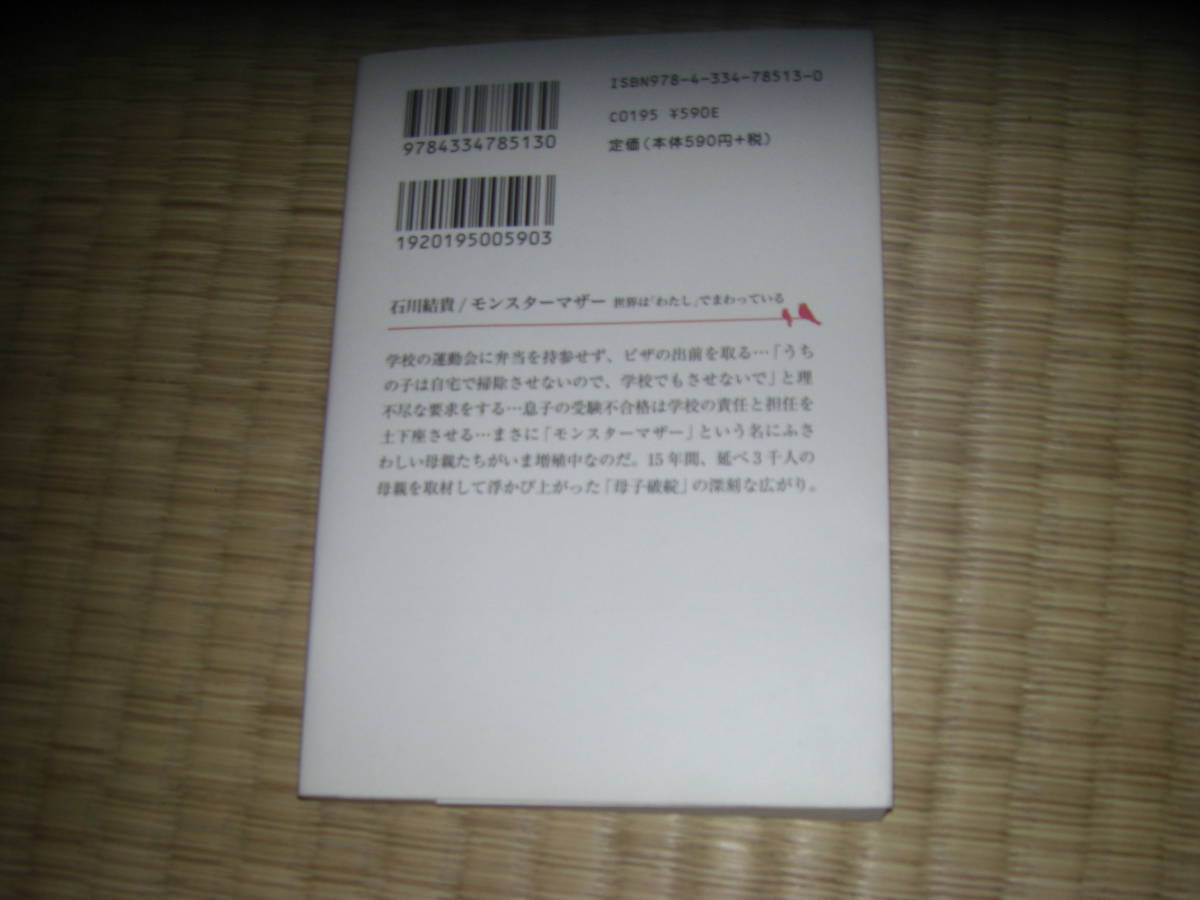 ISBN978-4-334-78513-0
C0195 ¥590E
定価(本体590円+税)
9784334785130
1920195005903
石川結貴/モンスターマザー 世界は「わたし」でまわっている
学校の運動会に弁当を持参せず、ピザの出前を取る…「うち
の子は自宅で掃除させないので、学校でもさせないで」と理
不尽な要求をする…息子の受験不合格は学校の責任と担任を
土下座させる…まさに「モンスターマザー」という名にふさ
わしい母親たちがいま増殖中なのだ。15年間、延べ3千人の
母親を取材して浮かび上がった「母子破綻」の深刻な広がり。